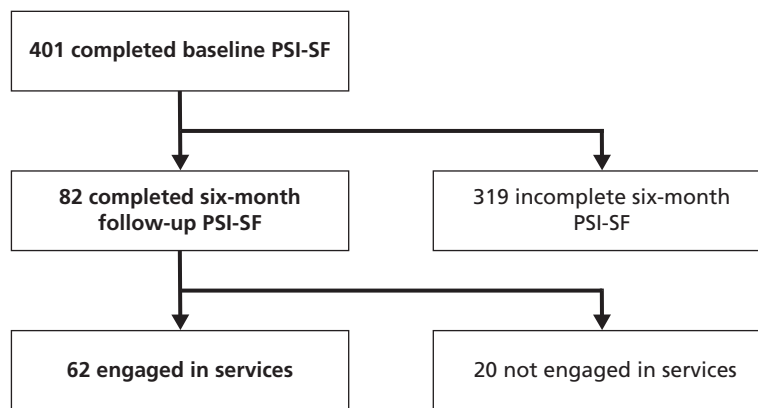 401 completed baseline PSI-SF
82 completed six-month
follow-up PSI-SF
319 incomplete six-month
PSI-SF
62 engaged in services
20 not engaged in services